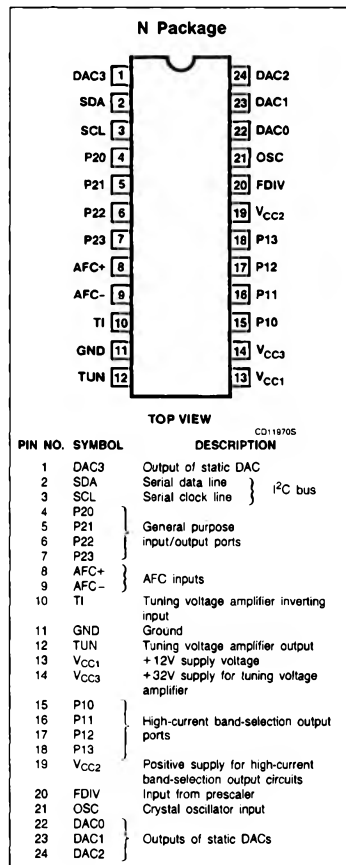 N Package
DAC3 1 24 DAC2
SDA 2 23 DAC1
SCL 3 22 DAC0
P20 4 21 OSC
P21 5 20 FDIV
P22 6 19 VCC2
P23 7 18 P13
AFC+ 8 17 P12
AFC− 9 16 P11
TI 10 15 P10
GND 11 14 VCC3
TUN 12 13 VCC1
TOP VIEW
CD11970S
PIN NO. SYMBOL DESCRIPTION
1 DAC3 Output of static DAC
2 SDA Serial data line
3 SCL Serial clock line
I²C bus
4 P20
5 P21
6 P22
7 P23
General purpose
input/output ports
8 AFC+
9 AFC−
AFC inputs
10 TI Tuning voltage amplifier inverting
input
11 GND Ground
12 TUN Tuning voltage amplifier output
13 VCC1 +12V supply voltage
14 VCC3 +32V supply for tuning voltage
amplifier
15 P10
16 P11
17 P12
18 P13
High-current band-selection output
ports
19 VCC2 Positive supply for high-current
band-selection output circuits
20 FDIV Input from prescaler
21 OSC Crystal oscillator input
22 DAC0
23 DAC1
24 DAC2
Outputs of static DACs